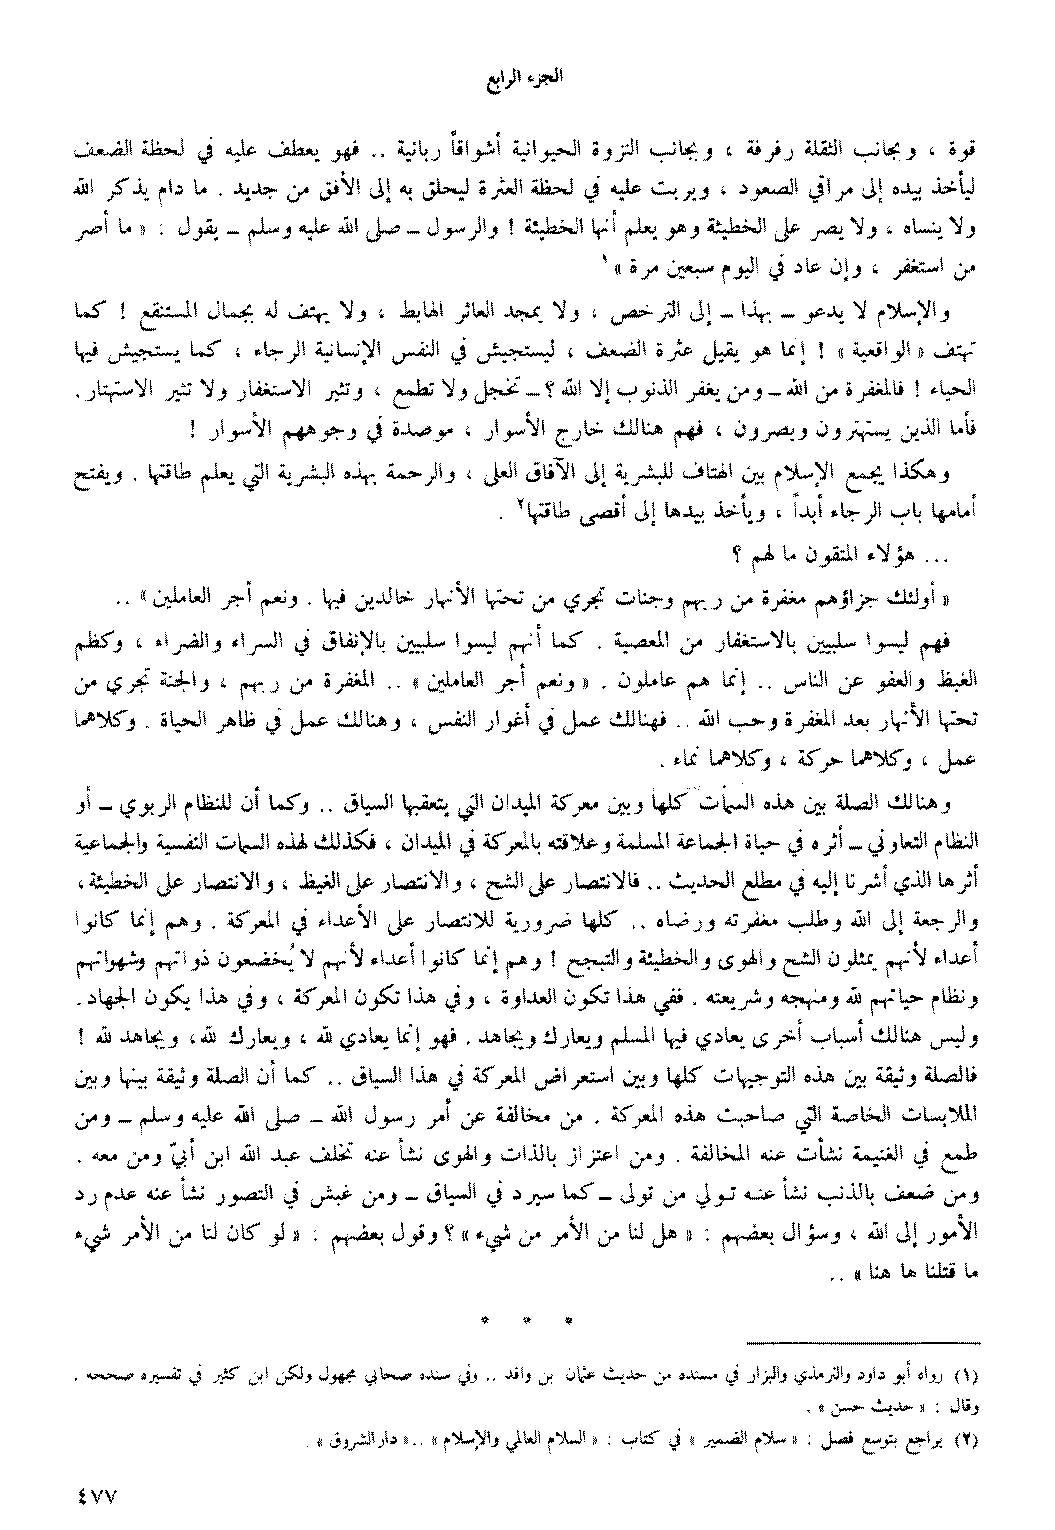 الجزء الرابع
قوة ، وبجانب الثقلة رفرفة ، وبجانب النزوة الحيوانية أشواقاً ربانية .. فهو يعطف عليه في لحظة الضعف
ليأخذ بيده إلى مراقي الصعود ، ويربت عليه في لحظة العثرة ليحلق به إلى الأفق من جديد . ما دام يذكر الله
ولا ينساه ، ولا يصر على الخطيئة وهو يعلم أنها الخطيئة ! والرسول – صلى الله عليه وسلم – يقول : « ما أصر
من استغفر ، وإن عاد في اليوم سبعين مرة » ١
والإسلام لا يدعو – بهذا – إلى الترخص ، ولا يمجد العاثر الهابط ، ولا يهتف له بجمال المستنقع ! كما
تهتف « الواقعية » ! إنما هو يقيل عثرة الضعف ، ليستجيش في النفس الإنسانية الرجاء ، كما يستجيش فيها
الحياء ! فالمغفرة من الله – ومن يغفر الذنوب إلا الله ؟ – تخجل ولا تطمع ، وتثير الاستغفار ولا تثير الاستهتار.
فأما الذين يستهترون ويصرون ، فهم هنالك خارج الأسوار ، موصدة في وجوههم الأسوار !
وهكذا يجمع الإسلام بين الهتاف للبشرية إلى الآفاق العلى ، والرحمة بهذه البشرية التي يعلم طاقتها . ويفتح
أمامها باب الرجاء أبداً ، ويأخذ بيدها إلى أقصى طاقتها٢ .
... هؤلاء المتقون ما لهم ؟
« أولئك جزاؤهم مغفرة من ربهم وجنات تجري من تحتها الأنهار خالدين فيها . ونعم أجر العاملين» ..
فهم ليسوا سلبيين بالاستغفار من المعصية . كما أنهم ليسوا سلبيين بالإنفاق في السراء والضراء ، وكظم
الغيظ والعفو عن الناس .. إنما هم عاملون . « ونعم أجر العاملين » .. المغفرة من ربهم ، والجنة تجري من
تحتها الأنهار بعد المغفرة وحب الله .. فهنالك عمل في أغوار النفس ، وهنالك عمل في ظاهر الحياة . وكلاهما
عمل ، وكلاهما حركة ، وكلاهما نماء .
وهنالك الصلة بين هذه السمات كلها وبين معركة الميدان التي يتعقبها السياق .. وكما أن للنظام الربوي – أو
النظام التعاوني – أثره في حياة الجماعة المسلمة وعلاقته بالمعركة في الميدان ، فكذلك لهذه السمات النفسية والجماعية
أثرها الذي أشرنا إليه في مطلع الحديث .. فالانتصار على الشح ، والانتصار على الغيظ ، والانتصار على الخطيئة،
والرجعة إلى الله وطلب مغفرته ورضاه .. كلها ضرورية للانتصار على الأعداء في المعركة . وهم إنما كانوا
أعداء لأنهم يمثلون الشح والهوى والخطيئة والتبجح ! وهم إنما كانوا أعداء لأنهم لا يُخضعون ذواتهم وشهواتهم
ونظام حياتهم لله ومنهجه وشريعته . ففي هذا تكون العداوة ، وفي هذا تكون المعركة ، وفي هذا يكون الجهاد.
وليس هنالك أسباب أخرى يعادي فيها المسلم ويعارك ويجاهد . فهو إنما يعادي لله ، ويعارك لله، ويجاهد لله !
فالصلة وثيقة بين هذه التوجيهات كلها وبين استعراض المعركة في هذا السياق .. كما أن الصلة وثيقة بينها وبين
الملابسات الخاصة التي صاحبت هذه المعركة . من مخالفة عن أمر رسول الله – صلى الله عليه وسلم – ومن
طمع في الغنيمة نشأت عنه المخالفة . ومن اعتزاز بالذات والهوى نشأ عنه تخلف عبد الله ابن أبيّ ومن معه .
ومن ضعف بالذنب نشأ عنه تولي من تولى – كما سيرد في السياق – ومن غبش في التصور نشأ عنه عدم رد
الأمور إلى الله ، وسؤال بعضهم : « هل لنا من الأمر من شيء » ؟ وقول بعضهم : « لو كان لنا من الأمر شيء
ما قتلنا ها هنا » ..
* * *
(١) رواه أبو داود والترمذي والبزار في مسنده من حديث عثمان بن واقد .. وفي سنده صحابي مجهول ولكن ابن كثير في تفسيره صححه .
وقال : « حديث حسن » .
(٢) يراجع بتوسع فصل : « سلام الضمير » في كتاب : « السلام العالمي والإسلام » ..« دار الشروق » .
٤٧٧